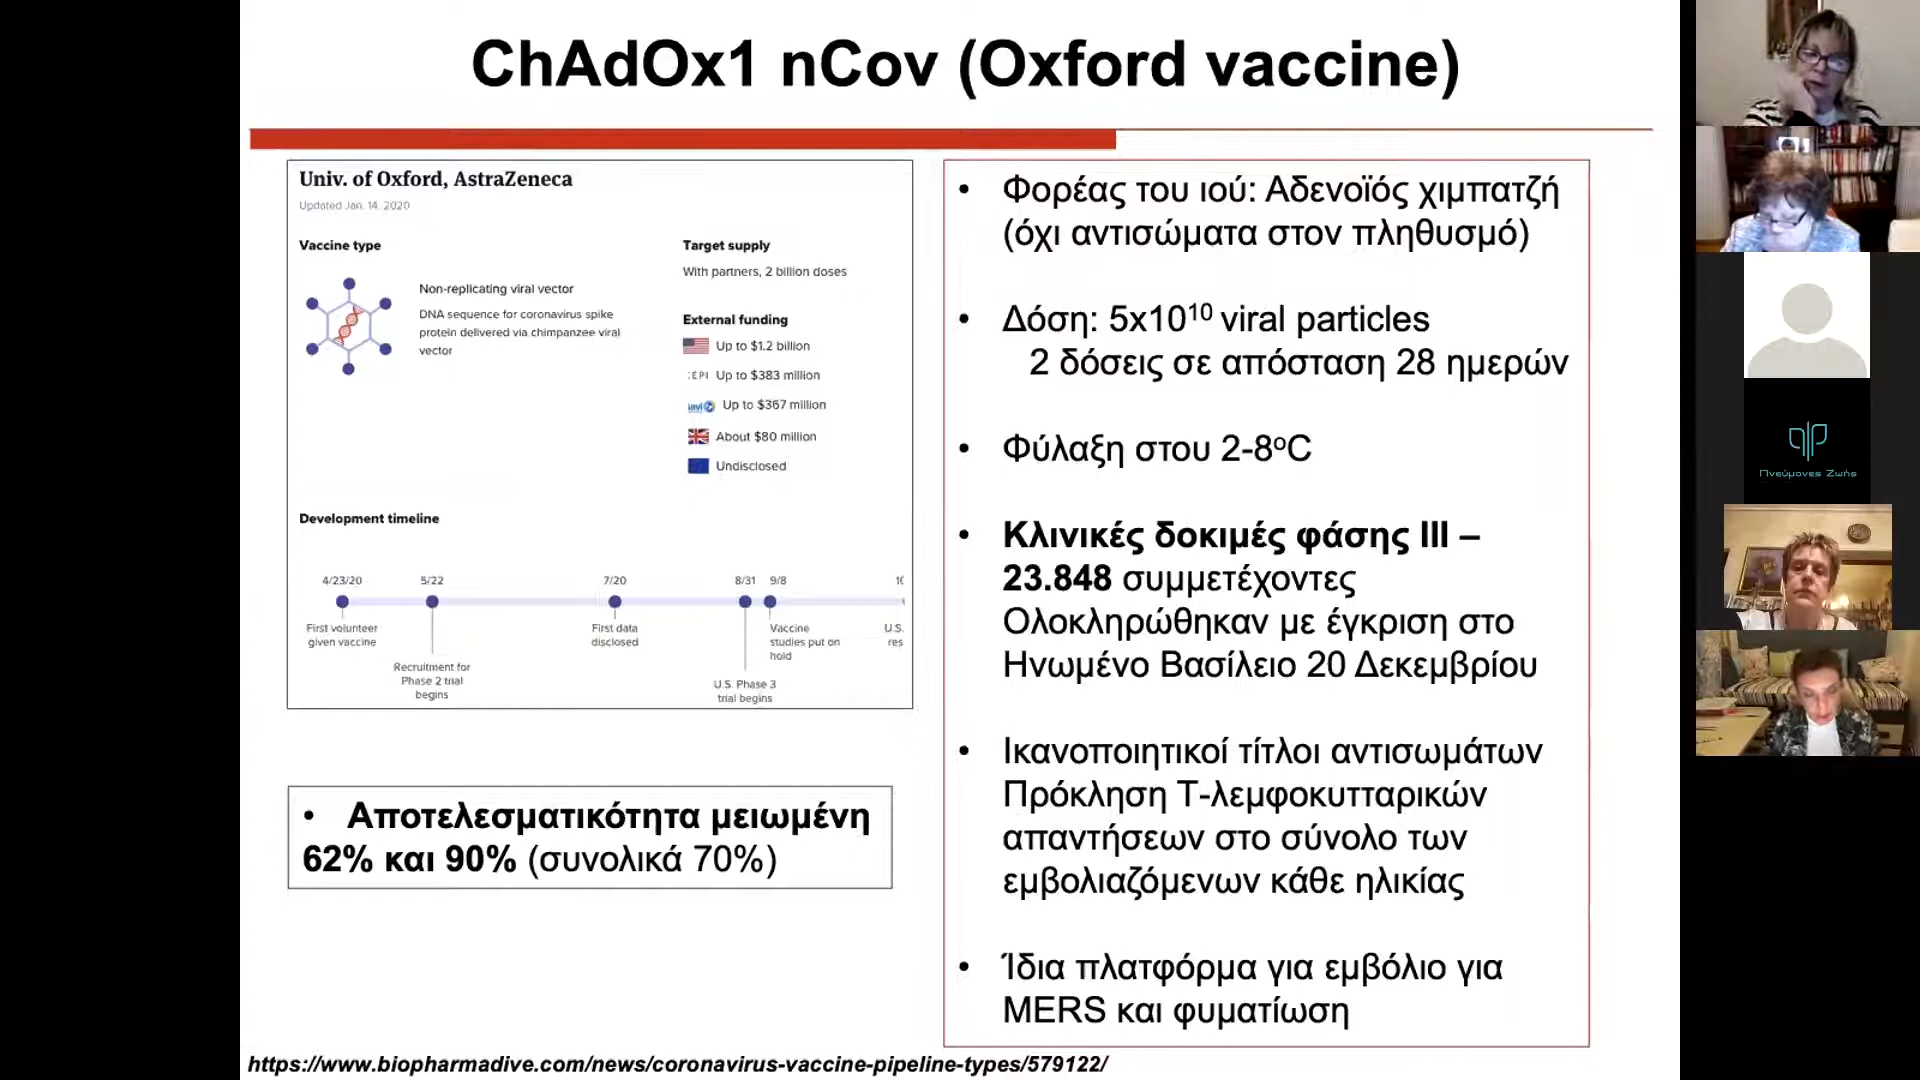 ChAdOx1 nCov (Oxford vaccine)
Univ. of Oxford, AstraZeneca
Updated Jan. 14, 2020
Vaccine type
Non-replicating viral vector
DNA sequence for coronavirus spike
protein delivered via chimpanzee viral
vector
Target supply
With partners, 2 billion doses
External funding
Up to $1.2 billion
Up to $383 million
Up to $367 million
About $80 million
Undisclosed
Development timeline
4/23/20 5/22 7/20 8/31 9/8
First volunteer
given vaccine
Recruitment for
Phase 2 trial
begins
First data
disclosed
U.S. Phase 3
trial begins
Vaccine
studies put on
hold
U.S.
res
• Αποτελεσματικότητα μειωμένη
62% και 90% (συνολικά 70%)
• Φορέας του ιού: Αδενοϊός χιμπατζή
(όχι αντισώματα στον πληθυσμό)
• Δόση: 5x10¹⁰ viral particles
2 δόσεις σε απόσταση 28 ημερών
• Φύλαξη στου 2-8ºC
• Κλινικές δοκιμές φάσης III –
23.848 συμμετέχοντες
Ολοκληρώθηκαν με έγκριση στο
Ηνωμένο Βασίλειο 20 Δεκεμβρίου
• Ικανοποιητικοί τίτλοι αντισωμάτων
Πρόκληση Τ-λεμφοκυτταρικών
απαντήσεων στο σύνολο των
εμβολιαζόμενων κάθε ηλικίας
• Ίδια πλατφόρμα για εμβόλιο για
MERS και φυματίωση
https://www.biopharmadive.com/news/coronavirus-vaccine-pipeline-types/579122/
Πνεύμονες Ζωής